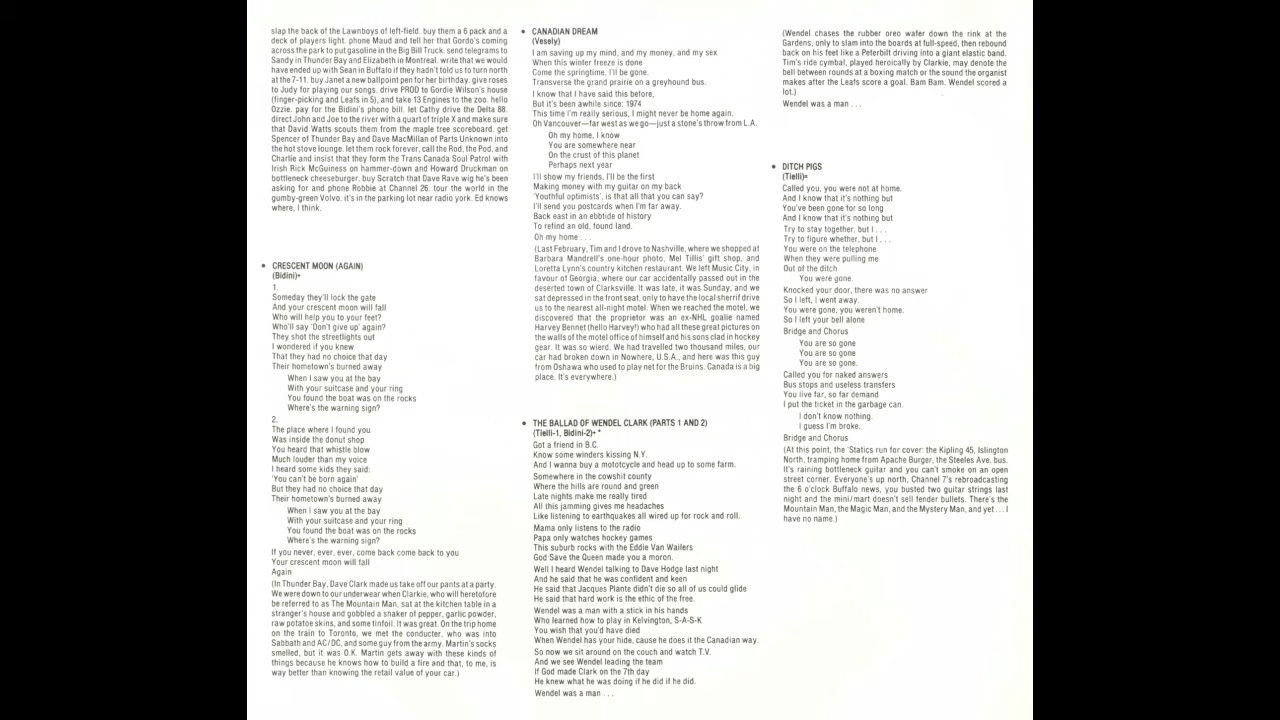 slap the back of the Lawnboys of left-field. buy them a 6 pack and a
deck of players light. phone Maud and tell her that Gordo's coming
across the park to put gasoline in the Big Bill Truck. send telegrams to
Sandy in Thunder Bay and Elizabeth in Montreal. write that we would
have ended up with Sean in Buffalo if they hadn't told us to turn north
at the 7-11. buy Janet a new ballpoint pen for her birthday. give roses
to Judy for playing our songs. drive PROD to Gordie Wilson's house
(finger-picking and Leafs in 5), and take 13 Engines to the zoo. hello
Ozzie. pay for the Bidini's phone bill. let Cathy drive the Delta 88.
direct John and Joe to the river with a quart of triple X and make sure
that David Watts scouts them from the maple tree scoreboard. get
Spencer of Thunder Bay and Dave MacMillan of Parts Unknown into
the hot stove lounge. let them rock forever, call the Rod, the Pod, and
Charlie and insist that they form the Trans Canada Soul Patrol with
Irish Rick McGuiness on hammer-down and Howard Druckman on
bottleneck cheeseburger. buy Scratch that Dave Rave wig he's been
asking for and phone Robbie at Channel 26. tour the world in the
gumby-green Volvo. it's in the parking lot near radio york. Ed knows
where, I think.
• CRESCENT MOON (AGAIN)
(Bidini)•
1.
Someday they'll lock the gate
And your crescent moon will fall
Who will help you to your feet?
Who'll say 'Don't give up' again?
They shot the streetlights out
I wondered if you knew
That they had no choice that day
Their hometown's burned away
When I saw you at the bay
With your suitcase and your ring
You found the boat was on the rocks
Where's the warning sign?
2.
The place where I found you
Was inside the donut shop
You heard that whistle blow
Much louder than my voice
I heard some kids they said:
'You can't be born again'
But they had no choice that day
Their hometown's burned away
When I saw you at the bay
With your suitcase and your ring
You found the boat was on the rocks
Where's the warning sign?
If you never, ever, ever, come back come back to you
Your crescent moon will fall
Again
(In Thunder Bay, Dave Clark made us take off our pants at a party.
We were down to our underwear when Clarkie, who will heretofore
be referred to as The Mountain Man, sat at the kitchen table in a
stranger's house and gobbled a shaker of pepper, garlic powder,
raw potatoe skins, and some tinfoil. It was great. On the trip home
on the train to Toronto, we met the conducter, who was into
Sabbath and AC/DC, and some guy from the army. Martin's socks
smelled, but it was O.K. Martin gets away with these kinds of
things because he knows how to build a fire and that, to me, is
way better than knowing the retail value of your car.)
• CANADIAN DREAM
(Vesely)
I am saving up my mind, and my money, and my sex
When this winter freeze is done
Come the springtime, I'll be gone.
Transverse the grand prairie on a greyhound bus.
I know that I have said this before,
But it's been awhile since: 1974
This time I'm really serious, I might never be home again.
Oh Vancouver—far west as we go—just a stone's throw from L.A.
Oh my home, I know
You are somewhere near
On the crust of this planet
Perhaps next year
I'll show my friends, I'll be the first
Making money with my guitar on my back
'Youthful optimists', is that all that you can say?
I'll send you postcards when I'm far away.
Back east in an ebbtide of history
To refind an old, found land.
Oh my home . . .
(Last February, Tim and I drove to Nashville, where we shopped at
Barbara Mandrell's one-hour photo, Mel Tillis' gift shop, and
Loretta Lynn's country kitchen restaurant. We left Music City, in
favour of Georgia, where our car accidentally passed out in the
deserted town of Clarksville. It was late, it was Sunday, and we
sat depressed in the front seat, only to have the local sherrif drive
us to the nearest all-night motel. When we reached the motel, we
discovered that the proprietor was an ex-NHL goalie named
Harvey Bennet (hello Harvey!) who had all these great pictures on
the walls of the motel office of himself and his sons clad in hockey
gear. It was so wierd. We had travelled two thousand miles, our
car had broken down in Nowhere, U.S.A., and here was this guy
from Oshawa who used to play net for the Bruins. Canada is a big
place. It's everywhere.)
• THE BALLAD OF WENDEL CLARK (PARTS 1 AND 2)
(Tielli-1, Bidini-2)• *
Got a friend in B.C.
Know some winders kissing N.Y.
And I wanna buy a mototcycle and head up to some farm.
Somewhere in the cowshit county
Where the hills are round and green
Late nights make me really tired
All this jamming gives me headaches
Like listening to earthquakes all wired up for rock and roll.
Mama only listens to the radio
Papa only watches hockey games
This suburb rocks with the Eddie Van Wailers
God Save the Queen made you a moron.
Well I heard Wendel talking to Dave Hodge last night
And he said that he was confident and keen
He said that Jacques Plante didn't die so all of us could glide
He said that hard work is the ethic of the free.
Wendel was a man with a stick in his hands
Who learned how to play in Kelvington, S-A-S-K
You wish that you'd have died
When Wendel has your hide, cause he does it the Canadian way.
So now we sit around on the couch and watch T.V.
And we see Wendel leading the team
If God made Clark on the 7th day
He knew what he was doing if he did if he did.
Wendel was a man . . .
(Wendel chases the rubber oreo wafer down the rink at the
Gardens, only to slam into the boards at full-speed, then rebound
back on his feet like a Peterbilt driving into a giant elastic band.
Tim's ride cymbal, played heroically by Clarkie, may denote the
bell between rounds at a boxing match or the sound the organist
makes after the Leafs score a goal. Bam Bam. Wendel scored a
lot.)
Wendel was a man . . .
• DITCH PIGS
(Tielli)=
Called you, you were not at home.
And I know that it's nothing but
You've been gone for so long
And I know that it's nothing but
Try to stay together, but I . . .
Try to figure whether, but I . . .
You were on the telephone
When they were pulling me
Out of the ditch
You were gone.
Knocked your door, there was no answer
So I left, I went away.
You were gone, you weren't home.
So I left your bell alone
Bridge and Chorus
You are so gone
You are so gone
You are so gone.
Called you for naked answers
Bus stops and useless transfers
You live far, so far demand
I put the ticket in the garbage can.
I don't know nothing.
I guess I'm broke.
Bridge and Chorus
(At this point, the 'Statics run for cover: the Kipling 45, Islington
North, tramping home from Apache Burger, the Steeles Ave. bus.
It's raining bottleneck guitar and you can't smoke on an open
street corner. Everyone's up north, Channel 7's rebroadcasting
the 6 o'clock Buffalo news, you busted two guitar strings last
night and the mini/mart doesn't sell fender bullets. There's the
Mountain Man, the Magic Man, and the Mystery Man, and yet . . . I
have no name.)